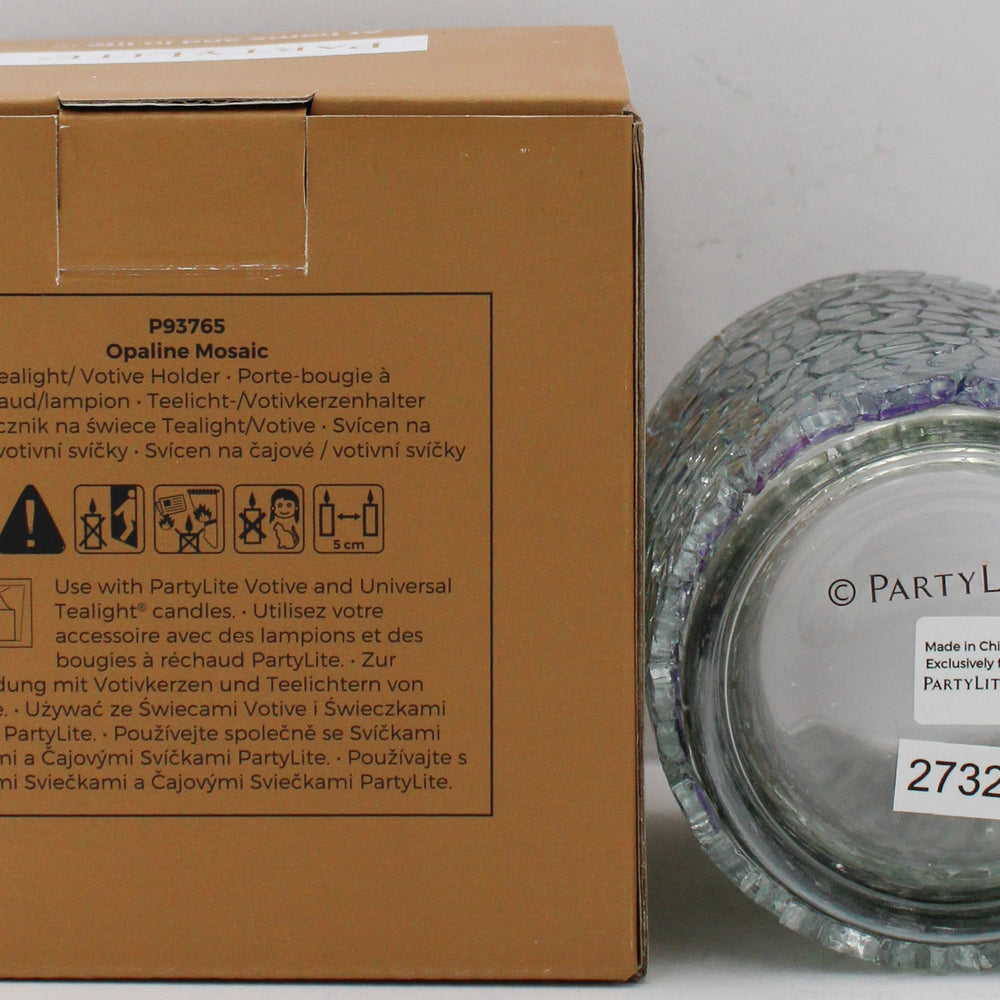 PARTYLITE®
P93765
Opaline Mosaic
ealight/ Votive Holder · Porte-bougie à
aud/lampion · Teelicht-/Votivkerzenhalter
cznik na świece Tealight/Votive · Svícen na
votivní svíčky · Svícen na čajové / votivní svíčky
5 cm
Use with PartyLite Votive and Universal
Tealight® candles. · Utilisez votre
accessoire avec des lampions et des
bougies à réchaud PartyLite. · Zur
dung mit Votivkerzen und Teelichtern von
e. · Używać ze Świecami Votive i Świeczkami
PartyLite. · Používejte společně se Svíčkami
mi a Čajovými Svíčkami PartyLite. · Používajte s
mi Sviečkami a Čajovými Sviečkami PartyLite.
© PARTYL
Made in Chi
Exclusively f
PARTYLIT
2732